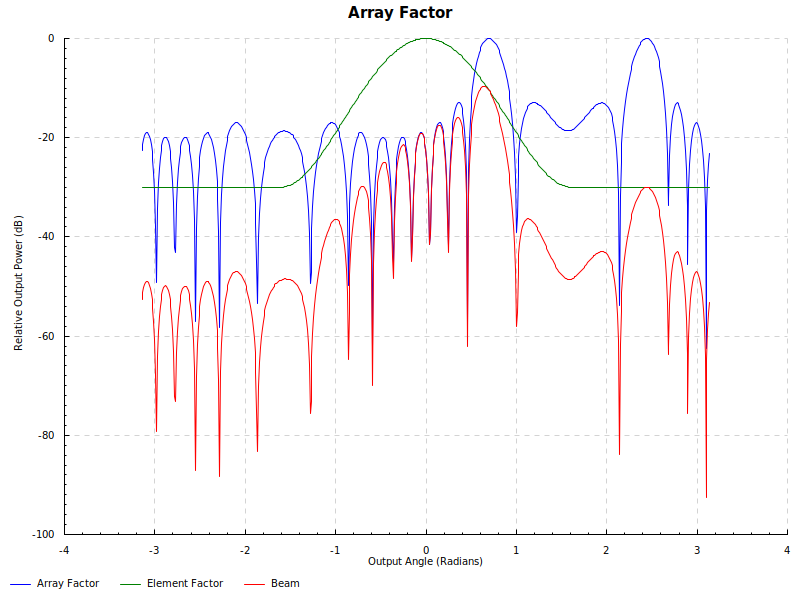 Array Factor
0
-20
-40
-60
-80
-100
Relative Output Power (dB)
-4 -3 -2 -1 0 1 2 3 4
Output Angle (Radians)
Array Factor Element Factor Beam